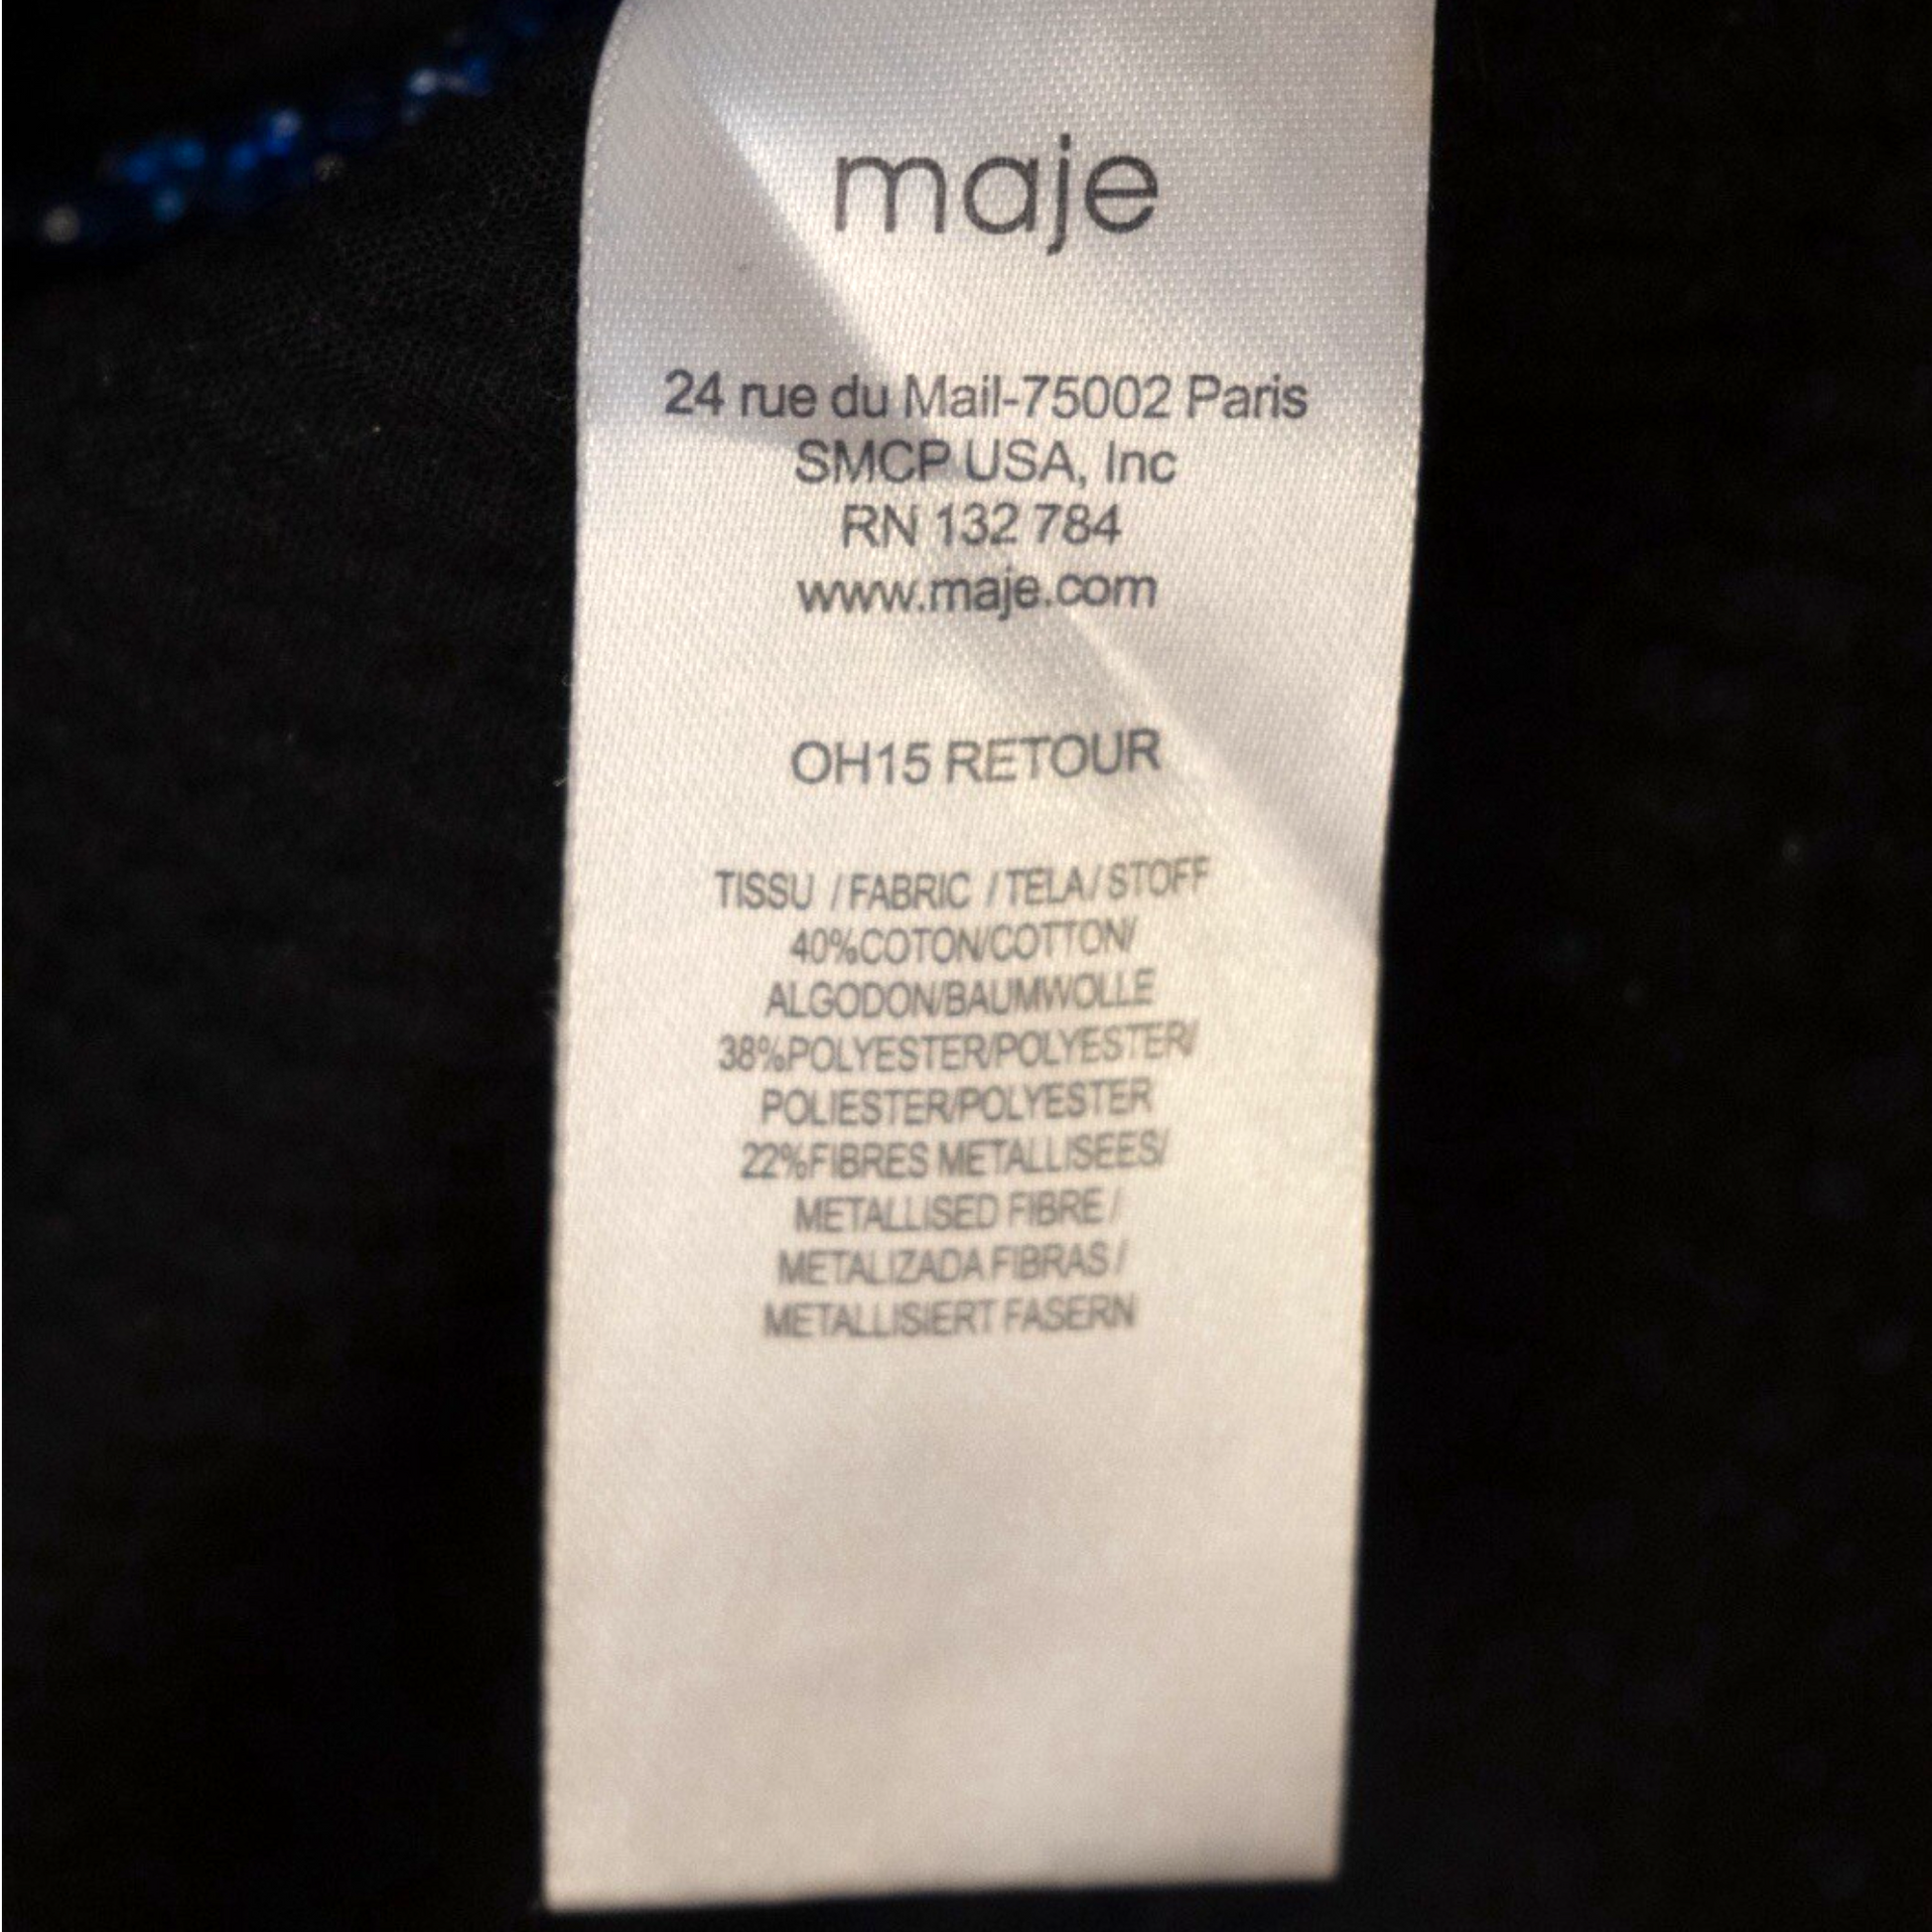 maje
24 rue du Mail-75002 Paris
SMCP USA, Inc
RN 132 784
www.maje.com
OH15 RETOUR
TISSU / FABRIC / TELA / STOFF
40%COTON/COTTON/
ALGODON/BAUMWOLLE
38%POLYESTER/POLYESTER/
POLIESTER/POLYESTER
22%FIBRES METALLISEES/
METALLISED FIBRE /
METALIZADA FIBRAS /
METALLISIERT FASERN